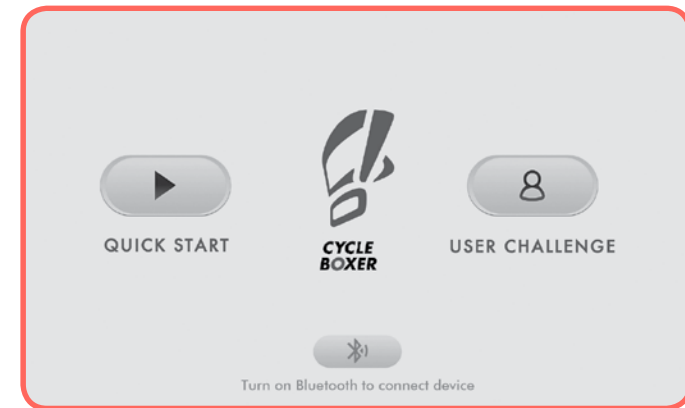 QUICK START
CYCLE
BOXER
USER CHALLENGE
Turn on Bluetooth to connect device